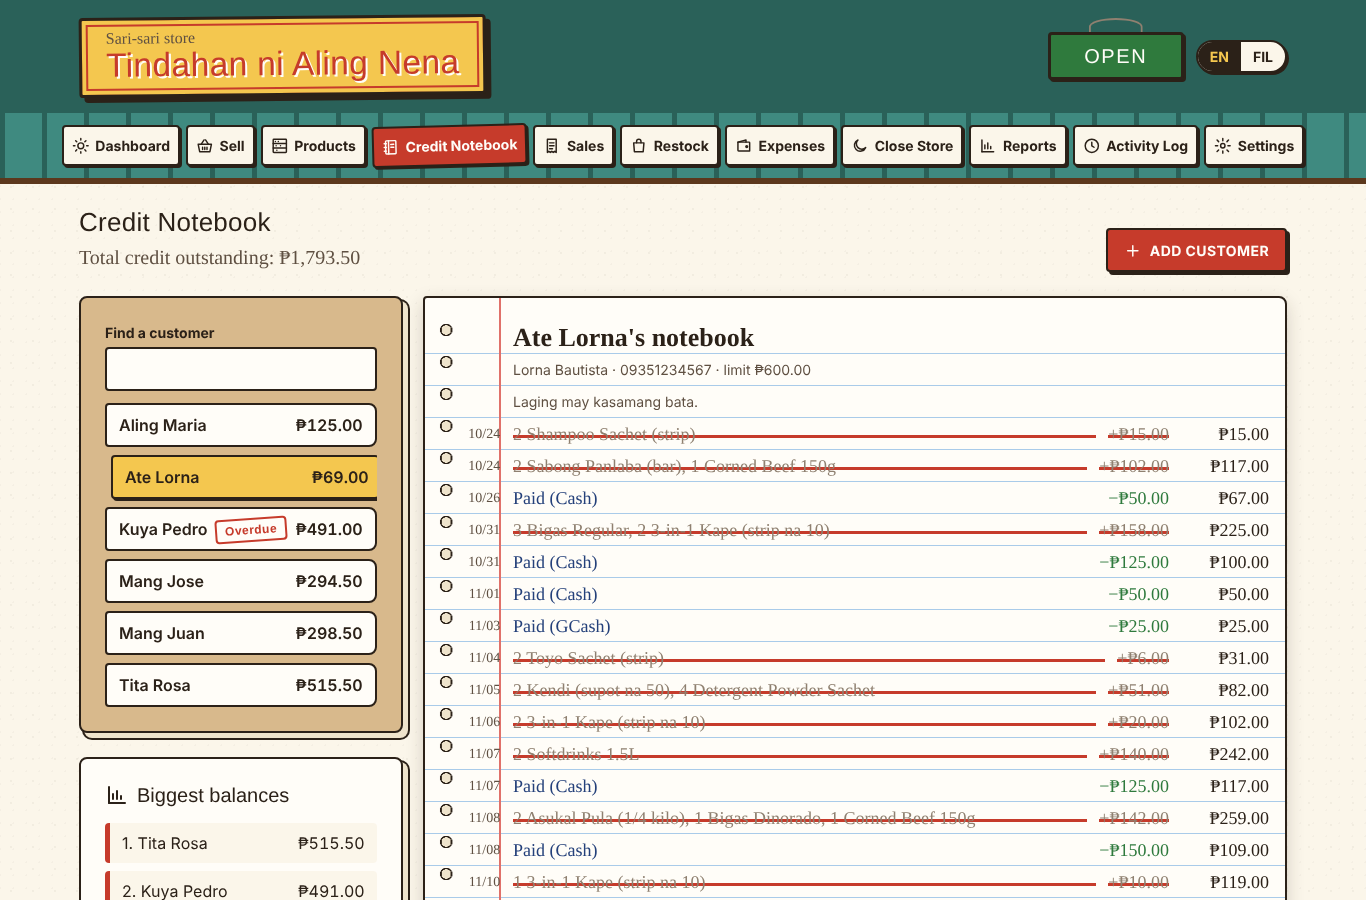 Sari-sari store
Tindahan ni Aling Nena
OPEN
EN FIL
Dashboard Sell Products Credit Notebook Sales Restock Expenses Close Store Reports Activity Log Settings
Credit Notebook
Total credit outstanding: ₱1,793.50
ADD CUSTOMER
Find a customer
Aling Maria ₱125.00
Ate Lorna ₱69.00
Kuya Pedro Overdue ₱491.00
Mang Jose ₱294.50
Mang Juan ₱298.50
Tita Rosa ₱515.50
Biggest balances
1. Tita Rosa ₱515.50
2. Kuya Pedro ₱491.00
Ate Lorna's notebook
Lorna Bautista · 09351234567 · limit ₱600.00
Laging may kasamang bata.
10/24 2 Shampoo Sachet (strip) +₱15.00 ₱15.00
10/24 2 Sabong Panlaba (bar), 1 Corned Beef 150g +₱102.00 ₱117.00
10/26 Paid (Cash) −₱50.00 ₱67.00
10/31 3 Bigas Regular, 2 3-in-1 Kape (strip na 10) +₱158.00 ₱225.00
10/31 Paid (Cash) −₱125.00 ₱100.00
11/01 Paid (Cash) −₱50.00 ₱50.00
11/03 Paid (GCash) −₱25.00 ₱25.00
11/04 2 Toyo Sachet (strip) +₱6.00 ₱31.00
11/05 2 Kendi (supot na 50), 4 Detergent Powder Sachet +₱51.00 ₱82.00
11/06 2 3-in-1 Kape (strip na 10) +₱20.00 ₱102.00
11/07 2 Softdrinks 1.5L +₱140.00 ₱242.00
11/07 Paid (Cash) −₱125.00 ₱117.00
11/08 2 Asukal Pula (1/4 kilo), 1 Bigas Dinorado, 1 Corned Beef 150g +₱142.00 ₱259.00
11/08 Paid (Cash) −₱150.00 ₱109.00
11/10 1 3-in-1 Kape (strip na 10) +₱10.00 ₱119.00